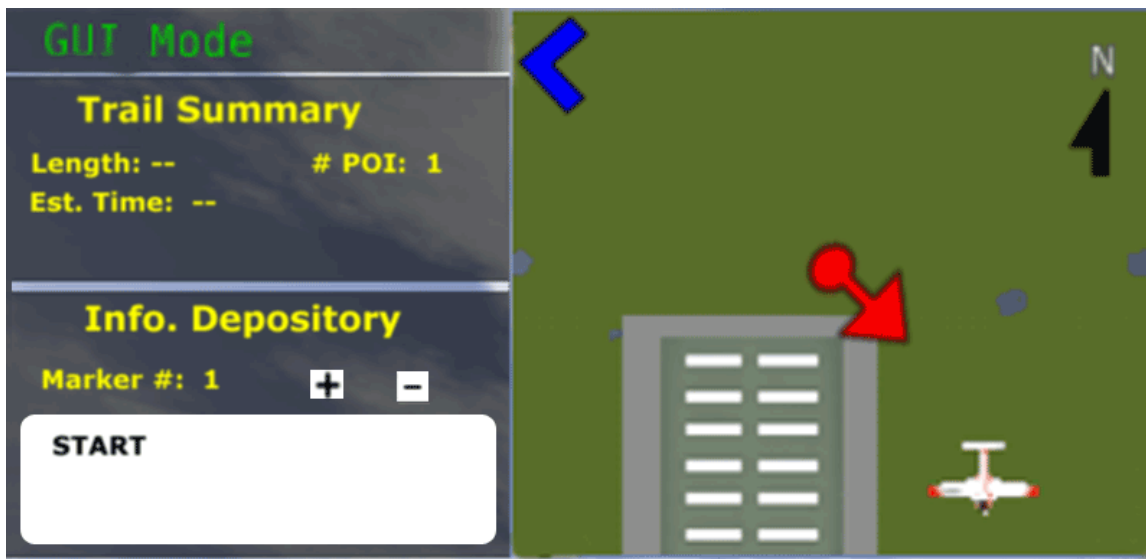 GUI Mode
Trail Summary
Length: -- # POI: 1
Est. Time: --
Info. Depository
Marker #: 1 + -
START
N